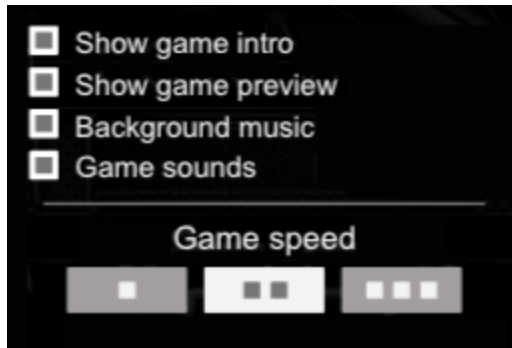 Show game intro
Show game preview
Background music
Game sounds
Game speed